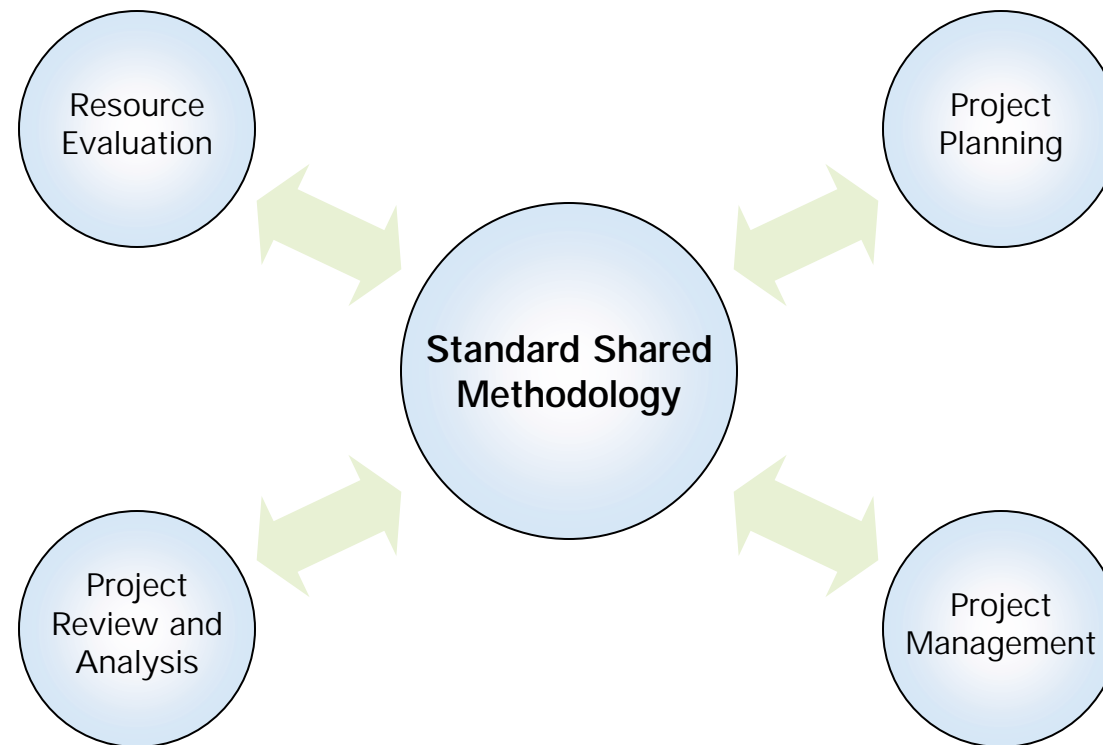 Resource
Evaluation
Project
Planning
Standard Shared
Methodology
Project
Review and
Analysis
Project
Management